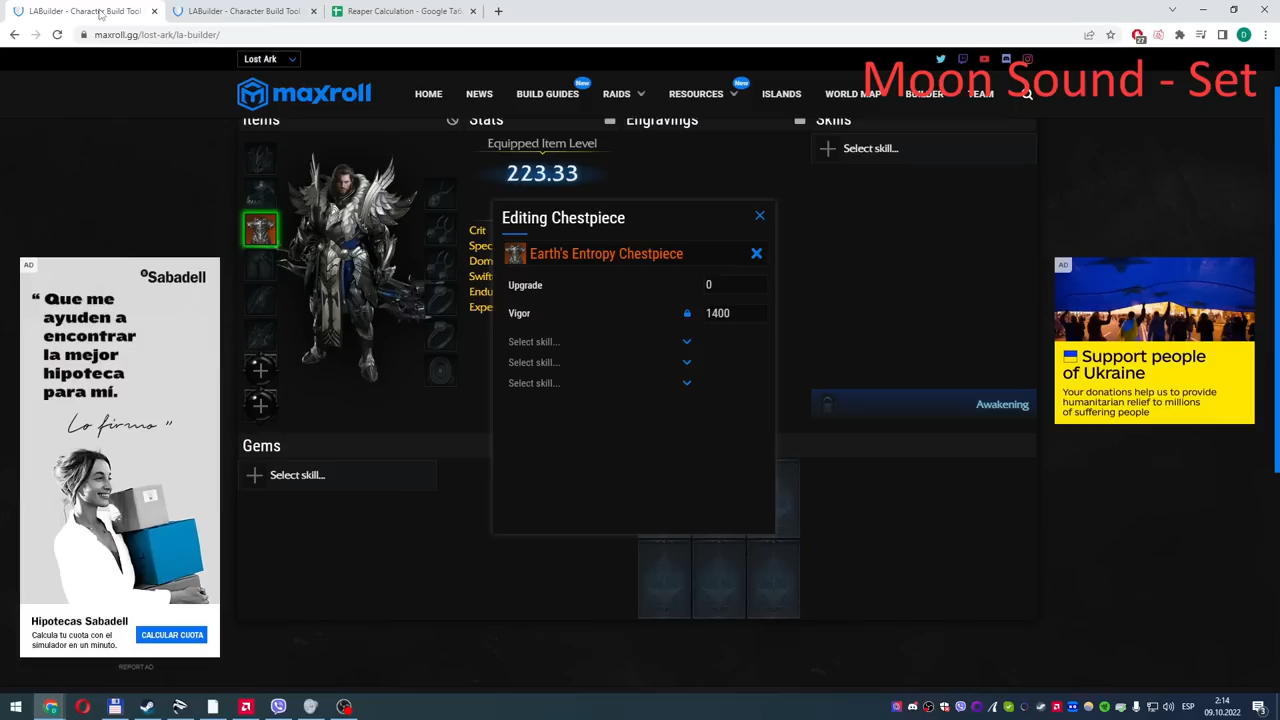 LABuilder - Character Build Tool
LABuilder - Character Build Tool
Reaper Calculation - Google Tab
maxroll.gg/lost-ark/la-builder/
27
D
Lost Ark
Moon Sound - Set
maxroll
HOME
NEWS
BUILD GUIDES
New
RAIDS
RESOURCES
New
ISLANDS
WORLD MAP
BUILDER
TEAM
Items
Stats
Engravings
Skills
Equipped Item Level
223.33
Select skill...
Editing Chestpiece
Crit
Spec
Dom
Swift
Endu
Expe
Earth's Entropy Chestpiece
Upgrade
0
Vigor
1400
Select skill...
Select skill...
Select skill...
Awakening
Gems
Select skill...
AD
Sabadell
“ Que me
ayuden a
encontrar
la mejor
hipoteca
para mí.
Lo firmo ”
Hipotecas Sabadell
Calcula tu cuota con el
simulador en un minuto.
CALCULAR CUOTA
REPORT AD
AD
Support people
of Ukraine
Your donations help us to provide
humanitarian relief to millions
of suffering people
ESP
2:14
09.10.2022